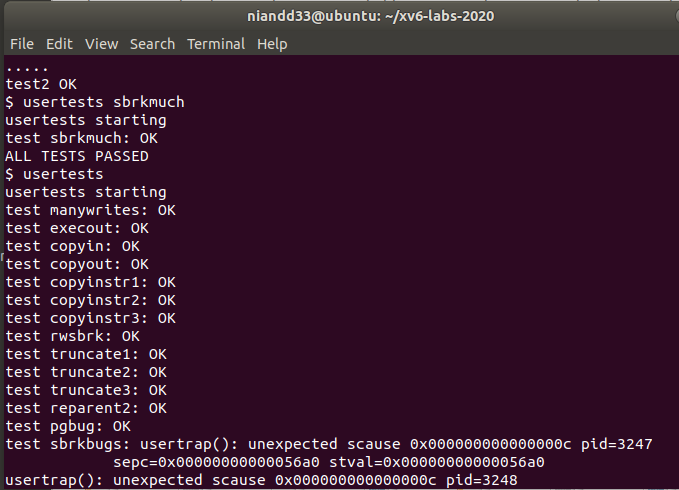 niandd33@ubuntu: ~/xv6-labs-2020
File Edit View Search Terminal Help
.....
test2 OK
$ usertests sbrkmuch
usertests starting
test sbrkmuch: OK
ALL TESTS PASSED
$ usertests
usertests starting
test manywrites: OK
test execout: OK
test copyin: OK
test copyout: OK
test copyinstr1: OK
test copyinstr2: OK
test copyinstr3: OK
test rwsbrk: OK
test truncate1: OK
test truncate2: OK
test truncate3: OK
test reparent2: OK
test pgbug: OK
test sbrkbugs: usertrap(): unexpected scause 0x000000000000000c pid=3247
            sepc=0x00000000000056a0 stval=0x00000000000056a0
usertrap(): unexpected scause 0x000000000000000c pid=3248